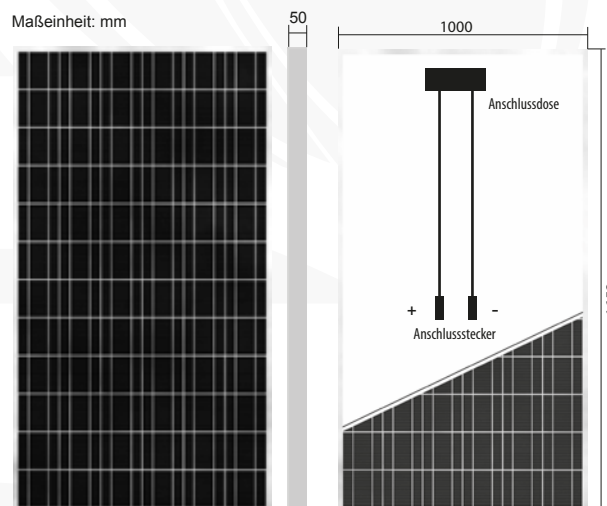 Maßeinheit: mm
50
1000
Anschlussdose
+ -
Anschlussstecker